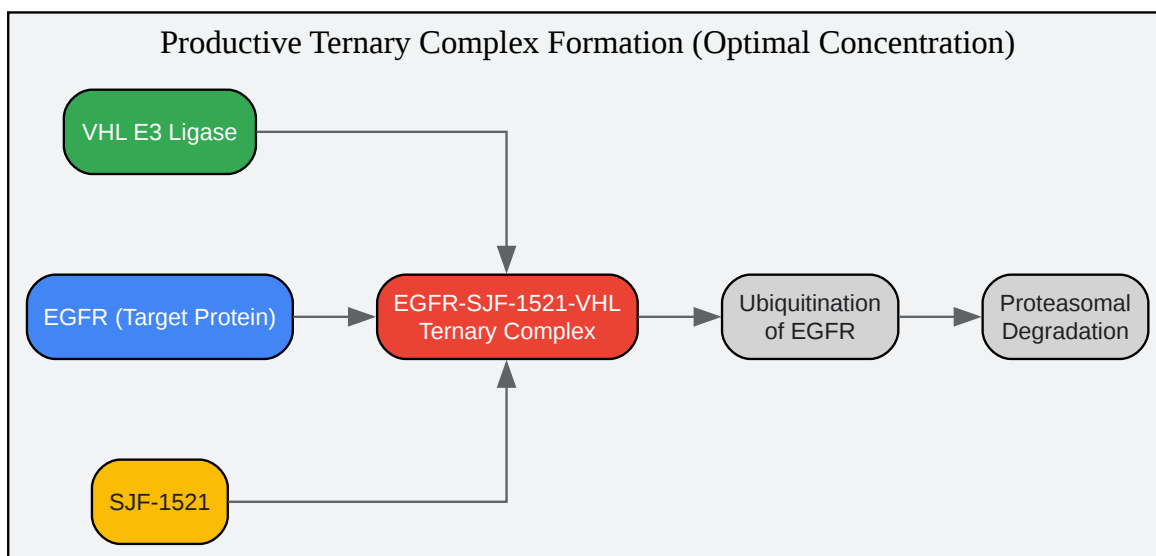 Productive Ternary Complex Formation (Optimal Concentration)
VHL E3 Ligase
EGFR (Target Protein)
EGFR-SJF-1521-VHL
Ternary Complex
Ubiquitination
of EGFR
Proteasomal
Degradation
SJF-1521